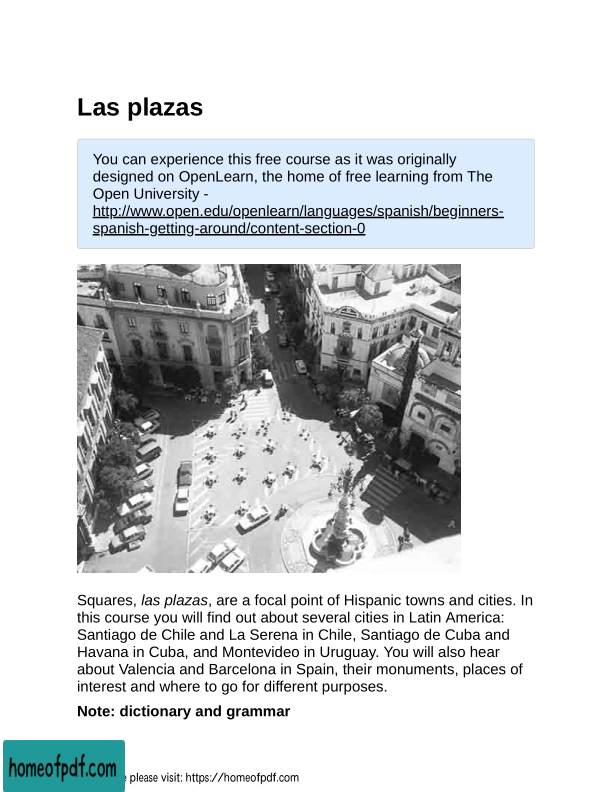 Las plazas
You can experience this free course as it was originally
designed on OpenLearn, the home of free learning from The
Open University -
http://www.open.edu/openlearn/languages/spanish/beginners-
spanish-getting-around/content-section-0
Squares, las plazas, are a focal point of Hispanic towns and cities. In
this course you will find out about several cities in Latin America:
Santiago de Chile and La Serena in Chile, Santiago de Cuba and
Havana in Cuba, and Montevideo in Uruguay. You will also hear
about Valencia and Barcelona in Spain, their monuments, places of
interest and where to go for different purposes.
Note: dictionary and grammar
homeofpdf.com
please visit: https://homeofpdf.com